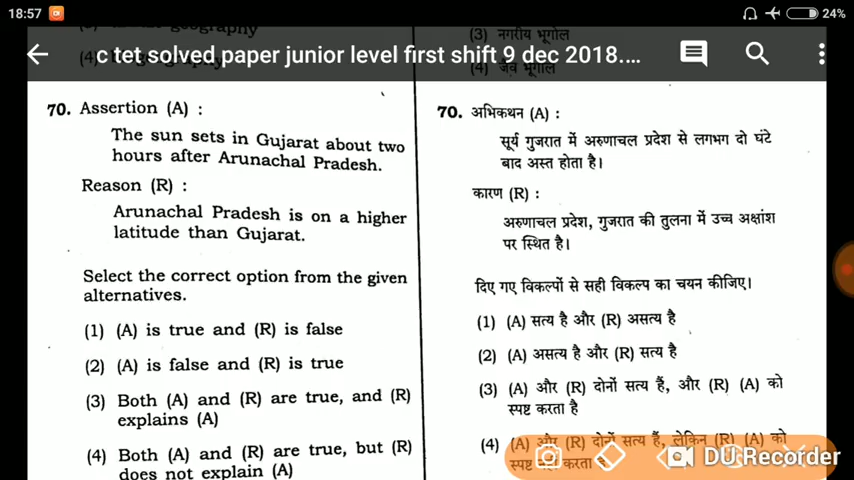 18:57
24%
(3) नगरीय भूगोल
c tet solved paper junior level first shift 9 dec 2018....
(4)
70. Assertion (A) :
The sun sets in Gujarat about two
hours after Arunachal Pradesh.
Reason (R) :
Arunachal Pradesh is on a higher
latitude than Gujarat.
Select the correct option from the given
alternatives.
(1) (A) is true and (R) is false
(2) (A) is false and (R) is true
(3) Both (A) and (R) are true, and (R)
explains (A)
(4) Both (A) and (R) are true, but (R)
does not explain (A)
70. अभिकथन (A) :
सूर्य गुजरात में अरुणाचल प्रदेश से लगभग दो घंटे
बाद अस्त होता है।
कारण (R) :
अरुणाचल प्रदेश, गुजरात की तुलना में उच्च अक्षांश
पर स्थित है।
दिए गए विकल्पों से सही विकल्प का चयन कीजिए।
(1) (A) सत्य है और (R) असत्य है
(2) (A) असत्य है और (R) सत्य है
(3) (A) और (R) दोनों सत्य हैं, और (R) (A) को
स्पष्ट करता है
(4) (A) और (R) दोनों सत्य हैं, लेकिन (R) (A) को
स्पष्ट नहीं करता है
DU Recorder